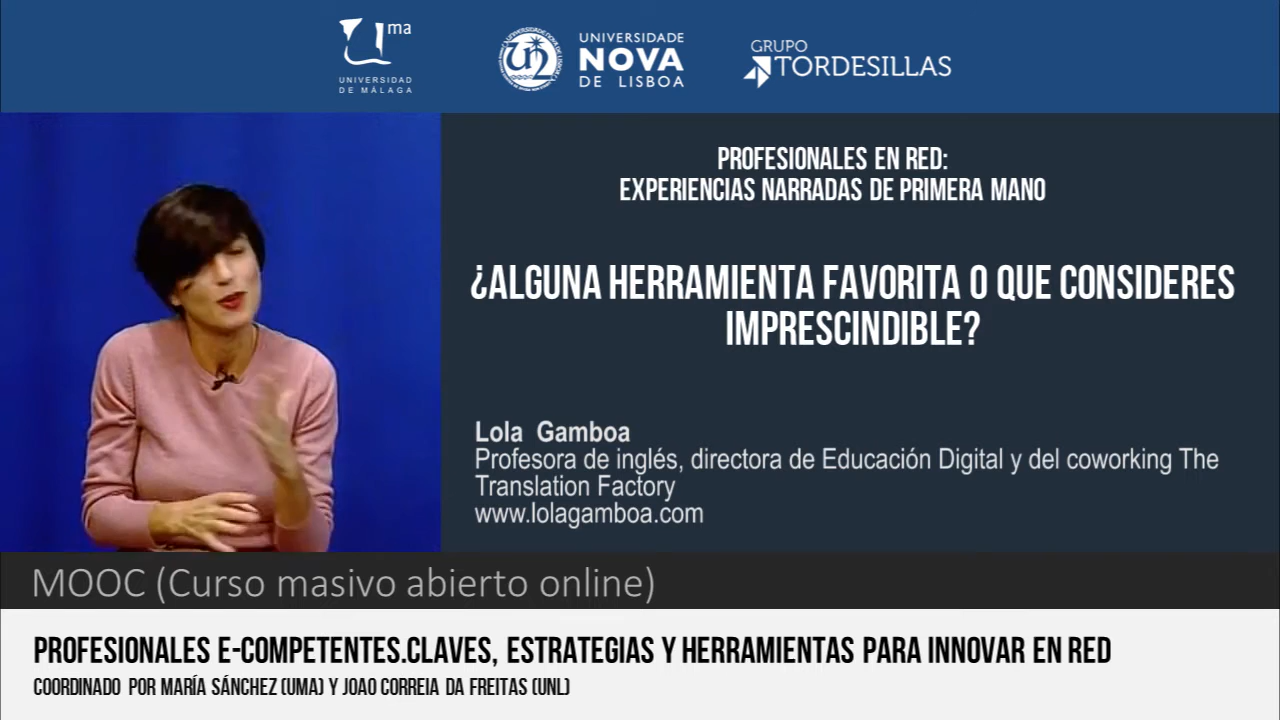 ma
UNIVERSIDAD
DE MÁLAGA
UNIVERSIDADE
NOVA
DE LISBOA
GRUPO
TORDESILLAS
PROFESIONALES EN RED:
EXPERIENCIAS NARRADAS DE PRIMERA MANO
¿ALGUNA HERRAMIENTA FAVORITA O QUE CONSIDERES
IMPRESCINDIBLE?
Lola Gamboa
Profesora de inglés, directora de Educación Digital y del coworking The
Translation Factory
www.lolagamboa.com
MOOC (Curso masivo abierto online)
PROFESIONALES E-COMPETENTES.CLAVES, ESTRATEGIAS Y HERRAMIENTAS PARA INNOVAR EN RED
COORDINADO POR MARÍA SÁNCHEZ (UMA) Y JOAO CORREIA DA FREITAS (UNL)